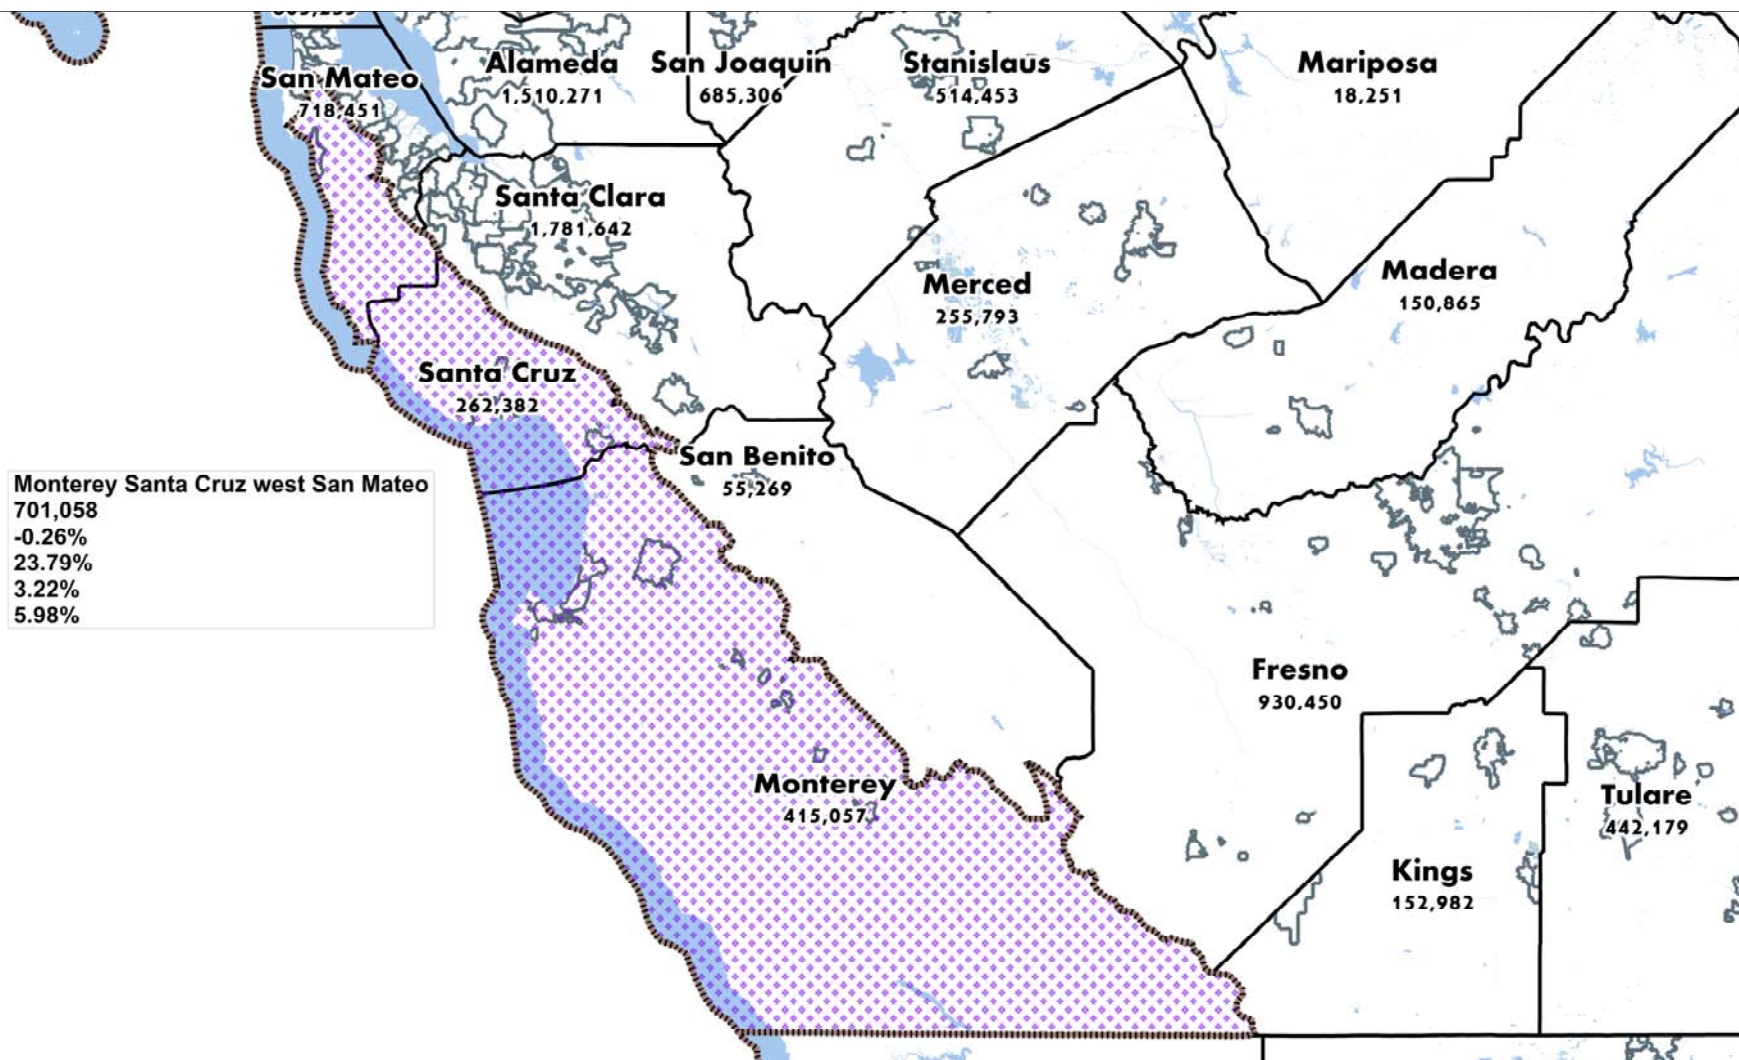 San Mateo
718,451
Alameda
1,510,271
San Joaquin
685,306
Stanislaus
514,453
Mariposa
18,251
Santa Clara
1,781,642
Merced
255,793
Madera
150,865
Santa Cruz
262,382
San Benito
55,269
Monterey Santa Cruz west San Mateo
701,058
-0.26%
23.79%
3.22%
5.98%
Fresno
930,450
Monterey
415,057
Tulare
442,179
Kings
152,982